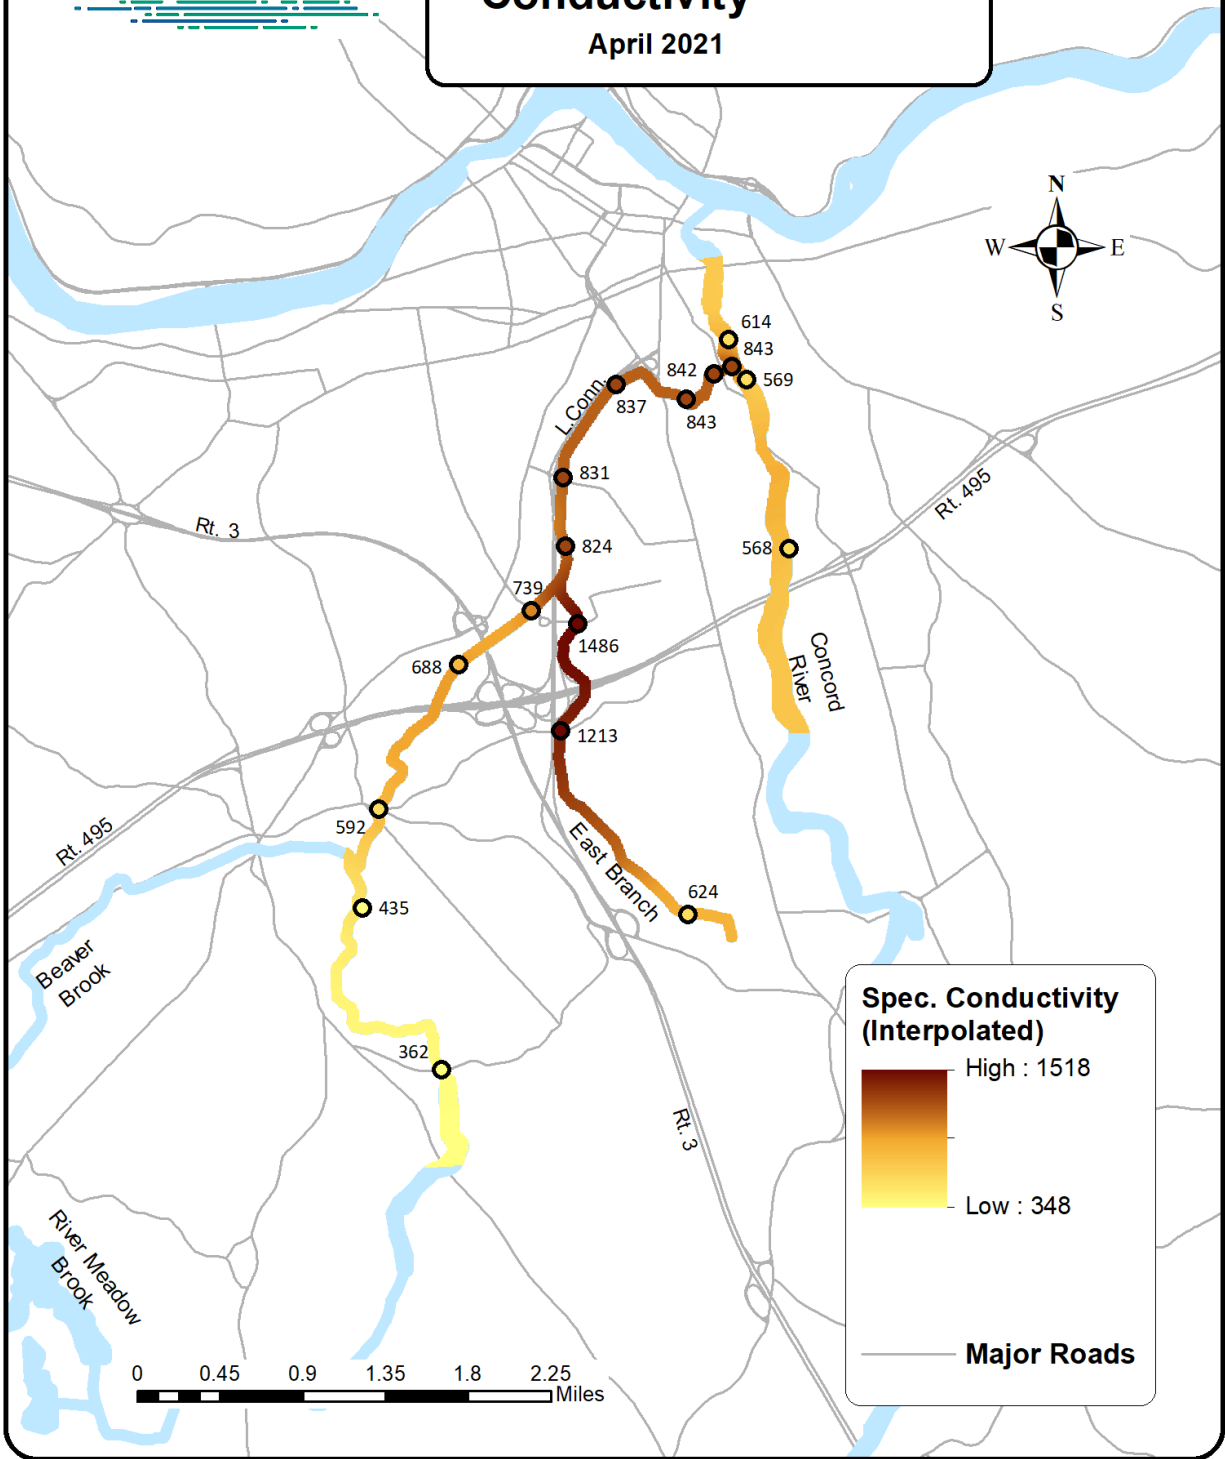 Conductivity
April 2021
N
W
E
S
614
843
842
569
837
843
L.Conn.
831
Rt. 495
Rt. 3
824
568
739
1486
688
Concord
River
1213
592
Rt. 495
East Branch
624
435
Beaver
Brook
362
Spec. Conductivity
(Interpolated)
High : 1518
Low : 348
Rt. 3
River Meadow
Brook
Major Roads
0 0.45 0.9 1.35 1.8 2.25
Miles